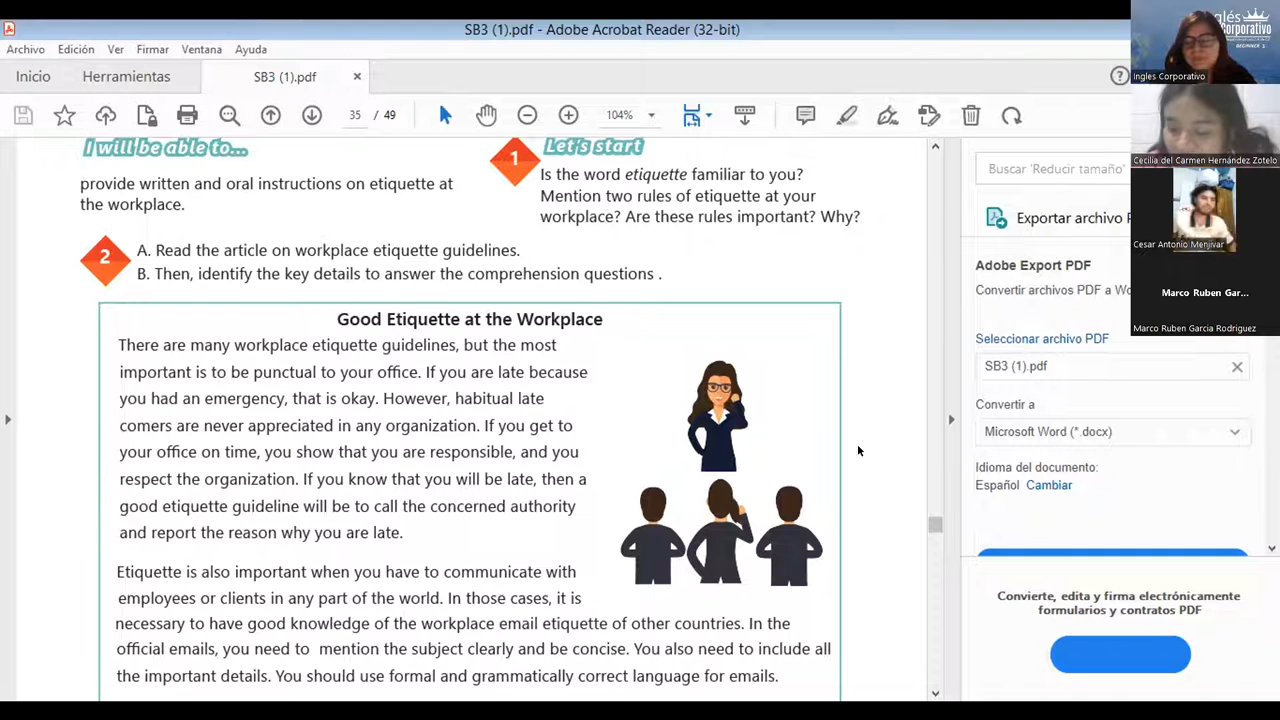 SB3 (1).pdf - Adobe Acrobat Reader (32-bit)
Archivo Edición Ver Firmar Ventana Ayuda
Inicio Herramientas SB3 (1).pdf ×
35 / 49 104%
I will be able to...
provide written and oral instructions on etiquette at
the workplace.
1 Let's start
Is the word etiquette familiar to you?
Mention two rules of etiquette at your
workplace? Are these rules important? Why?
2 A. Read the article on workplace etiquette guidelines.
B. Then, identify the key details to answer the comprehension questions .
Good Etiquette at the Workplace
There are many workplace etiquette guidelines, but the most
important is to be punctual to your office. If you are late because
you had an emergency, that is okay. However, habitual late
comers are never appreciated in any organization. If you get to
your office on time, you show that you are responsible, and you
respect the organization. If you know that you will be late, then a
good etiquette guideline will be to call the concerned authority
and report the reason why you are late.
Etiquette is also important when you have to communicate with
employees or clients in any part of the world. In those cases, it is
necessary to have good knowledge of the workplace email etiquette of other countries. In the
official emails, you need to mention the subject clearly and be concise. You also need to include all
the important details. You should use formal and grammatically correct language for emails.
Buscar 'Reducir tamaño'
Exportar archivo P
Adobe Export PDF
Convertir archivos PDF a Wo
Seleccionar archivo PDF
SB3 (1).pdf
Convertir a
Microsoft Word (*.docx)
Idioma del documento:
Español Cambiar
Convierte, edita y firma electrónicamente
formularios y contratos PDF
Corporativo
BEGINNER
Ingles Corporativo
Cecilia del Carmen Hernández Zotelo
Cesar Antonio Menjivar
Marco Ruben Gar...
Marco Ruben Garcia Rodriguez